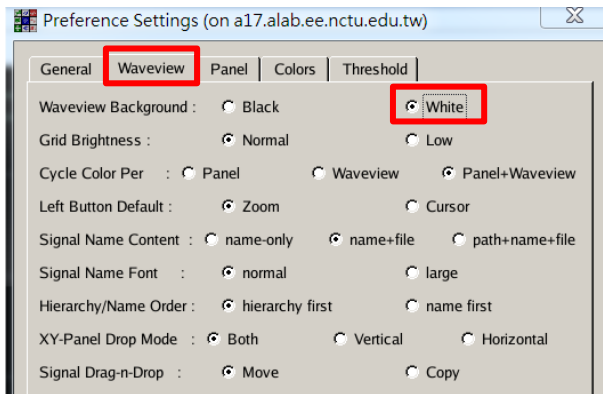 Preference Settings (on a17.alab.ee.nctu.edu.tw)
General Waveview Panel Colors Threshold
Waveview Background : Black White
Grid Brightness : Normal Low
Cycle Color Per : Panel Waveview Panel+Waveview
Left Button Default : Zoom Cursor
Signal Name Content : name-only name+file path+name+file
Signal Name Font : normal large
Hierarchy/Name Order : hierarchy first name first
XY-Panel Drop Mode : Both Vertical Horizontal
Signal Drag-n-Drop : Move Copy